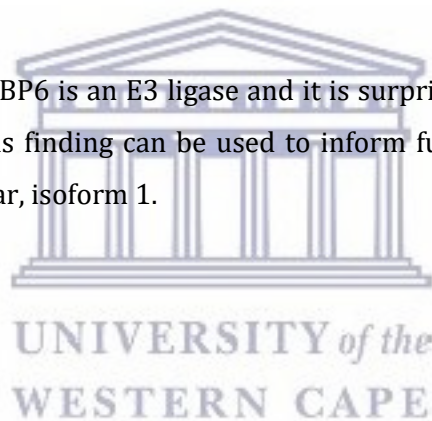 BP6 is an E3 ligase and it is surpri
s finding can be used to inform fu
ar, isoform 1.
UNIVERSITY of the
WESTERN CAPE